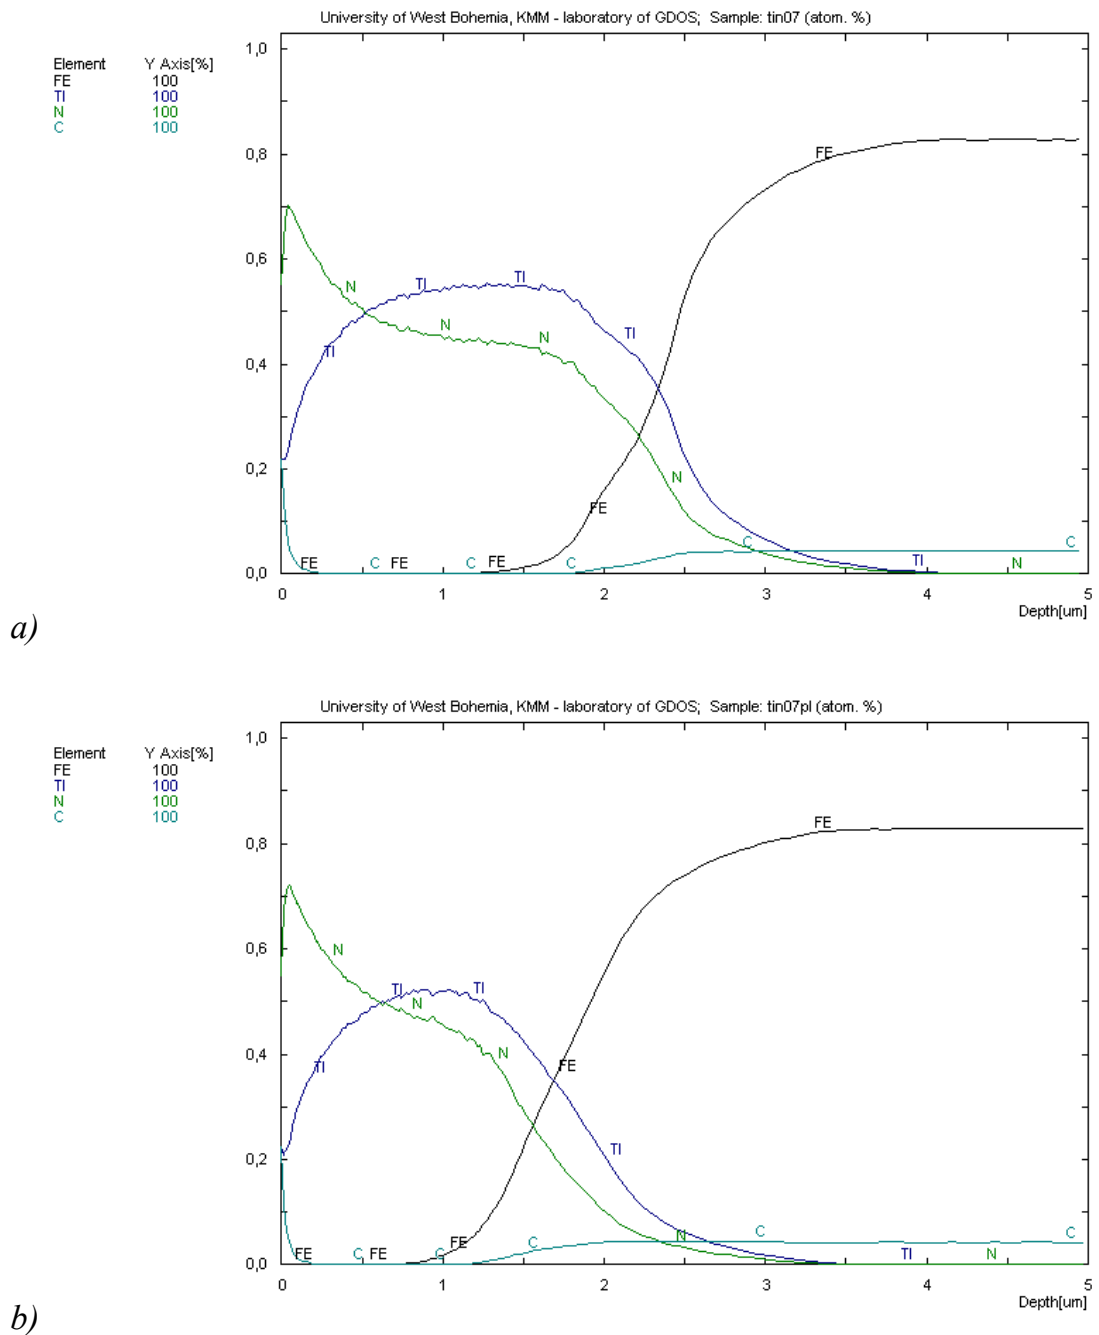 University of West Bohemia, KMM - laboratory of GDOS; Sample: tin07 (atom. %)
Element Y Axis[%]
FE 100
TI 100
N 100
C 100
1,0
0,8
0,6
0,4
0,2
0,0
FE
TI
TI
N
TI
N
N
TI
N
FE
C
C
FE
C
FE
C
FE
C
TI
N
0 1 2 3 4 5
Depth[um]
a)
University of West Bohemia, KMM - laboratory of GDOS; Sample: tin07pl (atom. %)
Element Y Axis[%]
FE 100
TI 100
N 100
C 100
1,0
0,8
0,6
0,4
0,2
0,0
FE
N
TI
TI
N
N
TI
FE
TI
C
C
N
C
FE
FE
C
FE
C
TI
N
0 1 2 3 4 5
Depth[um]
b)